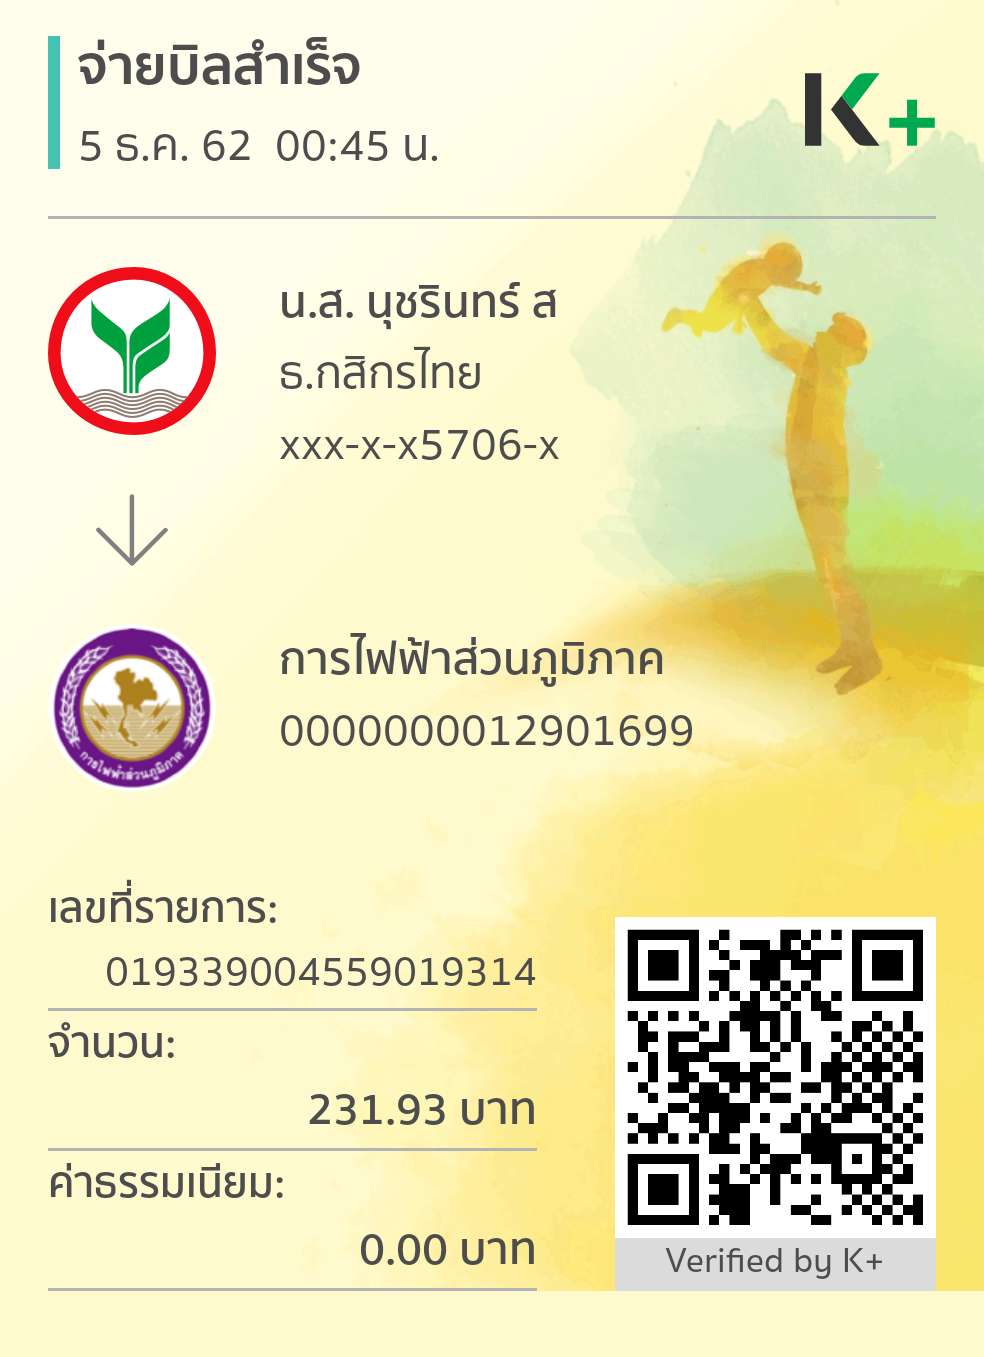 จ่ายบิลสำเร็จ
5 ธ.ค. 62  00:45 น.
K+
น.ส. นุชรินทร์ ส
ธ.กสิกรไทย
xxx-x-x5706-x
การไฟฟ้าส่วนภูมิภาค
0000000012901699
การไฟฟ้าส่วนภูมิภาค
เลขที่รายการ:
019339004559019314
จำนวน:
231.93 บาท
ค่าธรรมเนียม:
0.00 บาท
Verified by K+